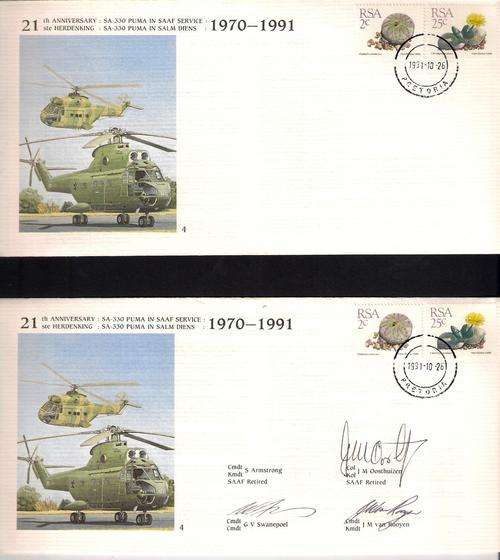 21 th ANNIVERSARY : SA-330 PUMA IN SAAF SERVICE :
ste HERDENKING : SA-330 PUMA IN SALM DIENS : 1970-1991
RSA 2c
RSA 25c
1991-10-26
PRETORIA
4
21 th ANNIVERSARY : SA-330 PUMA IN SAAF SERVICE :
ste HERDENKING : SA-330 PUMA IN SALM DIENS : 1970-1991
RSA 2c
RSA 25c
1991-10-26
PRETORIA
Cmdt
Kmdt S Armstrong
SAAF Retired
Col
Kol J M Oosthuizen
SAAF Retired
Cmdt
Kmdt G V Swanepoel
Cmdt
Kmdt J M van Rooyen
4